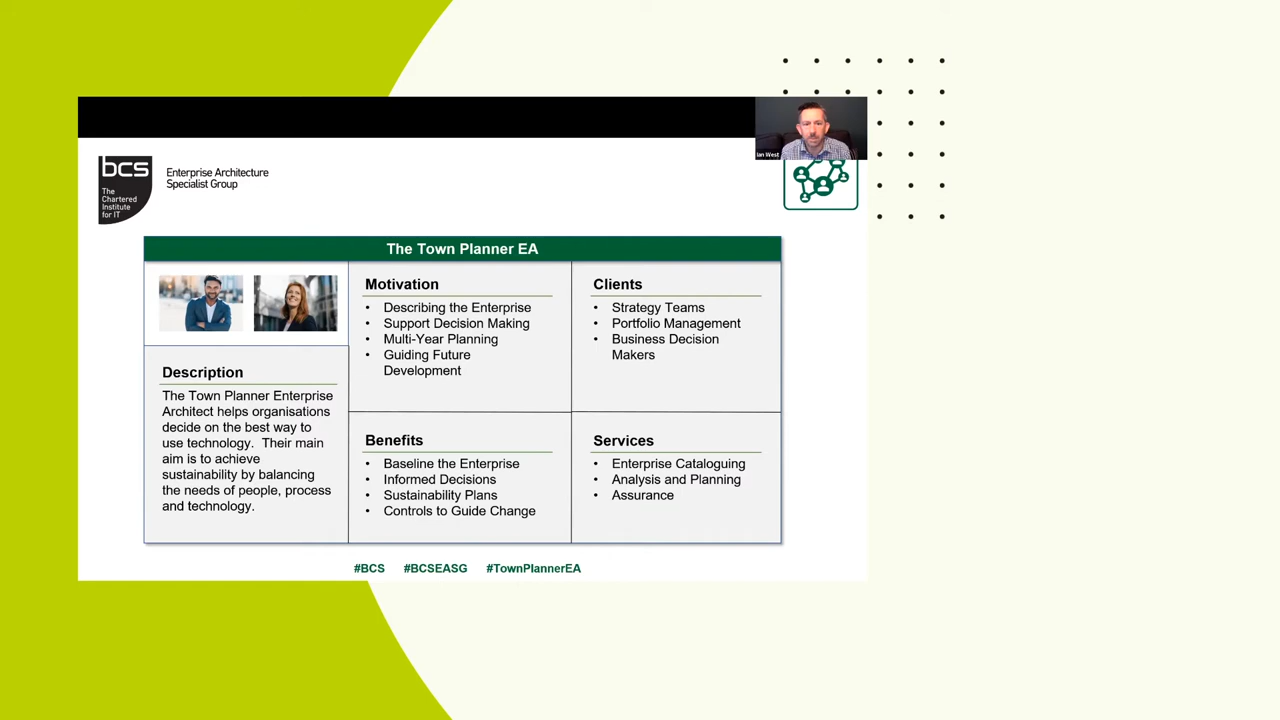 Ian West
bcs
The
Chartered
Institute
for IT
Enterprise Architecture
Specialist Group
The Town Planner EA
Description
The Town Planner Enterprise
Architect helps organisations
decide on the best way to
use technology. Their main
aim is to achieve
sustainability by balancing
the needs of people, process
and technology.
Motivation
• Describing the Enterprise
• Support Decision Making
• Multi-Year Planning
• Guiding Future
Development
Clients
• Strategy Teams
• Portfolio Management
• Business Decision
Makers
Benefits
• Baseline the Enterprise
• Informed Decisions
• Sustainability Plans
• Controls to Guide Change
Services
• Enterprise Cataloguing
• Analysis and Planning
• Assurance
#BCS #BCSEASG #TownPlannerEA